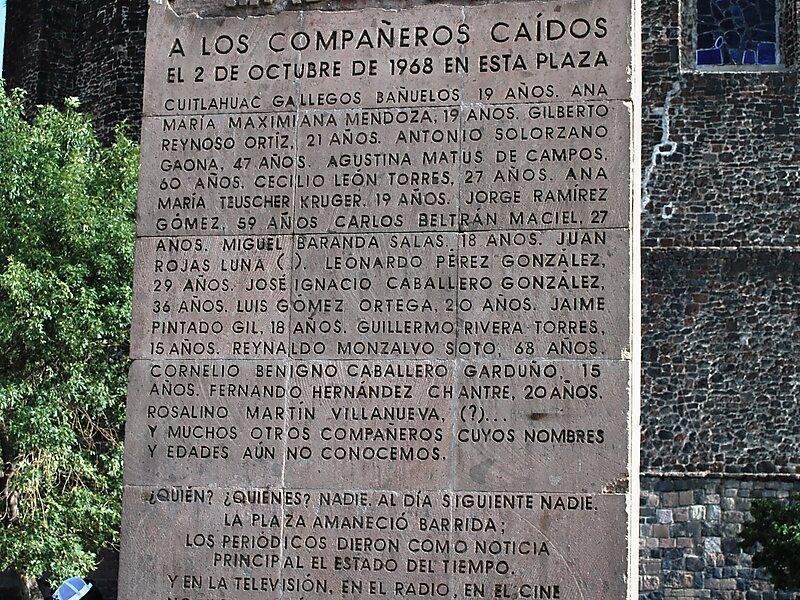 A LOS COMPAÑEROS CAÍDOS
EL 2 DE OCTUBRE DE 1968 EN ESTA PLAZA
CUITLAHUAC GALLEGOS BAÑUELOS 19 AÑOS. ANA
MARÍA MAXIMIANA MENDOZA, 19 AÑOS. GILBERTO
REYNOSO ORTIZ, 21 AÑOS. ANTONIO SOLORZANO
GAONA, 47 AÑOS. AGUSTINA MATUS DE CAMPOS,
60 AÑOS. CECILIO LEÓN TORRES, 27 AÑOS. ANA
MARÍA TEUSCHER KRUGER, 19 AÑOS. JORGE RAMÍREZ
GÓMEZ, 59 AÑOS CARLOS BELTRÁN MACIEL, 27
AÑOS. MIGUEL BARANDA SALAS. 18 AÑOS. JUAN
ROJAS LUNA ( ). LEONARDO PÉREZ GONZÁLEZ,
29 AÑOS. JOSÉ IGNACIO CABALLERO GONZÁLEZ,
36 AÑOS. LUIS GÓMEZ ORTEGA, 20 AÑOS. JAIME
PINTADO GIL, 18 AÑOS. GUILLERMO RIVERA TORRES,
15 AÑOS. REYNALDO MONZALVO SOTO, 68 AÑOS.
CORNELIO BENIGNO CABALLERO GARDUÑO, 15
AÑOS. FERNANDO HERNÁNDEZ CHANTRE, 20 AÑOS.
ROSALINO MARTÍN VILLANUEVA, (?)...
Y MUCHOS OTROS COMPAÑEROS CUYOS NOMBRES
Y EDADES AÚN NO CONOCEMOS.
¿QUIÉN? ¿QUIÉNES? NADIE. AL DÍA SIGUIENTE NADIE.
LA PLAZA AMANECIÓ BARRIDA;
LOS PERIÓDICOS DIERON COMO NOTICIA
PRINCIPAL EL ESTADO DEL TIEMPO.
Y EN LA TELEVISIÓN, EN EL RADIO, EN EL CINE